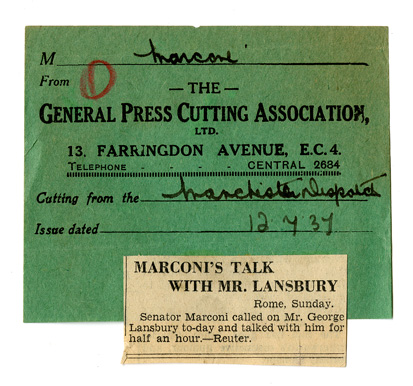 M Marconi
From D
— THE —
GENERAL PRESS CUTTING ASSOCIATION,
LTD.
13, FARRINGDON AVENUE, E.C.4.
TELEPHONE - - - CENTRAL 2684
Cutting from the Manchister Dispatch
Issue dated 12 7 37
MARCONI'S TALK
WITH MR. LANSBURY
Rome, Sunday.
Senator Marconi called on Mr. George
Lansbury to-day and talked with him for
half an hour.—Reuter.